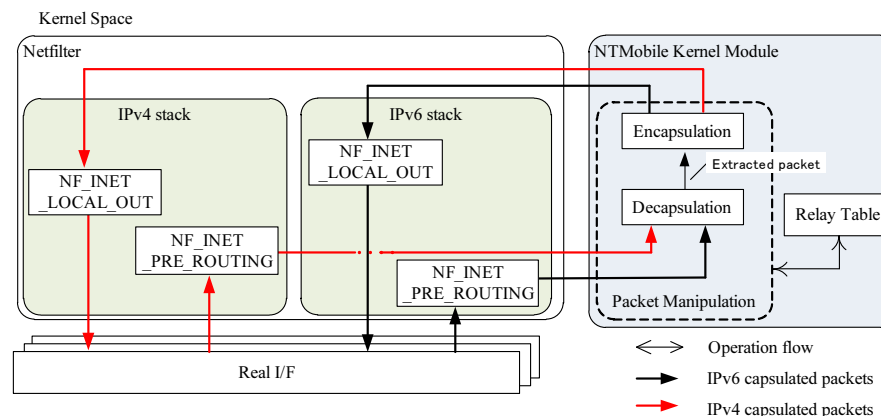 Kernel Space
Netfilter
NTMobile Kernel Module
IPv4 stack
IPv6 stack
Encapsulation
NF_INET
_LOCAL_OUT
NF_INET
_LOCAL_OUT
Extracted packet
Decapsulation
Relay Table
NF_INET
_PRE_ROUTING
NF_INET
_PRE_ROUTING
Packet Manipulation
Real I/F
Operation flow
IPv6 capsulated packets
IPv4 capsulated packets